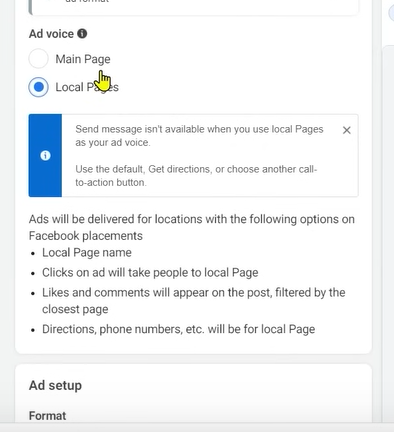 ad format
Ad voice
Main Page
Local Pages
Send message isn't available when you use local Pages
as your ad voice.
Use the default, Get directions, or choose another call-
to-action button.
Ads will be delivered for locations with the following options on
Facebook placements
• Local Page name
• Clicks on ad will take people to local Page
• Likes and comments will appear on the post, filtered by the
closest page
• Directions, phone numbers, etc. will be for local Page
Ad setup
Format